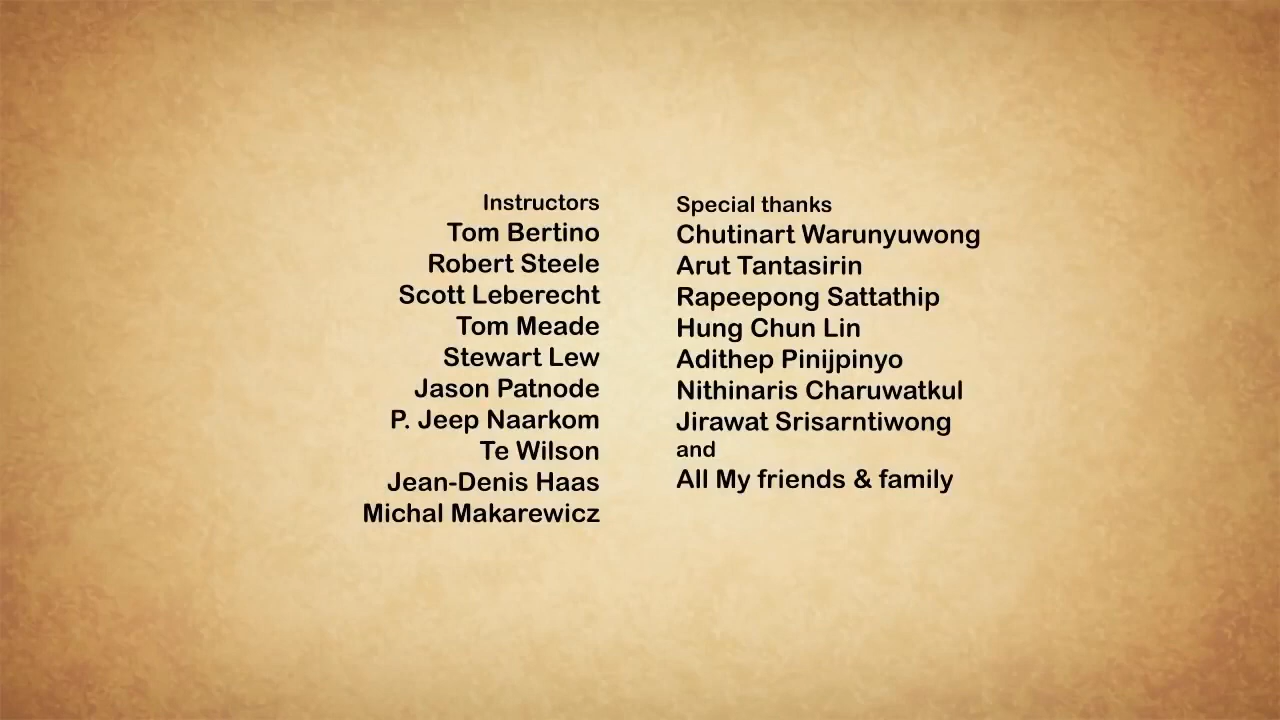 Instructors
Tom Bertino
Robert Steele
Scott Leberecht
Tom Meade
Stewart Lew
Jason Patnode
P. Jeep Naarkom
Te Wilson
Jean-Denis Haas
Michal Makarewicz
Special thanks
Chutinart Warunyuwong
Arut Tantasirin
Rapeepong Sattathip
Hung Chun Lin
Adithep Pinijpinyo
Nithinaris Charuwatkul
Jirawat Srisarntiwong
and
All My friends & family